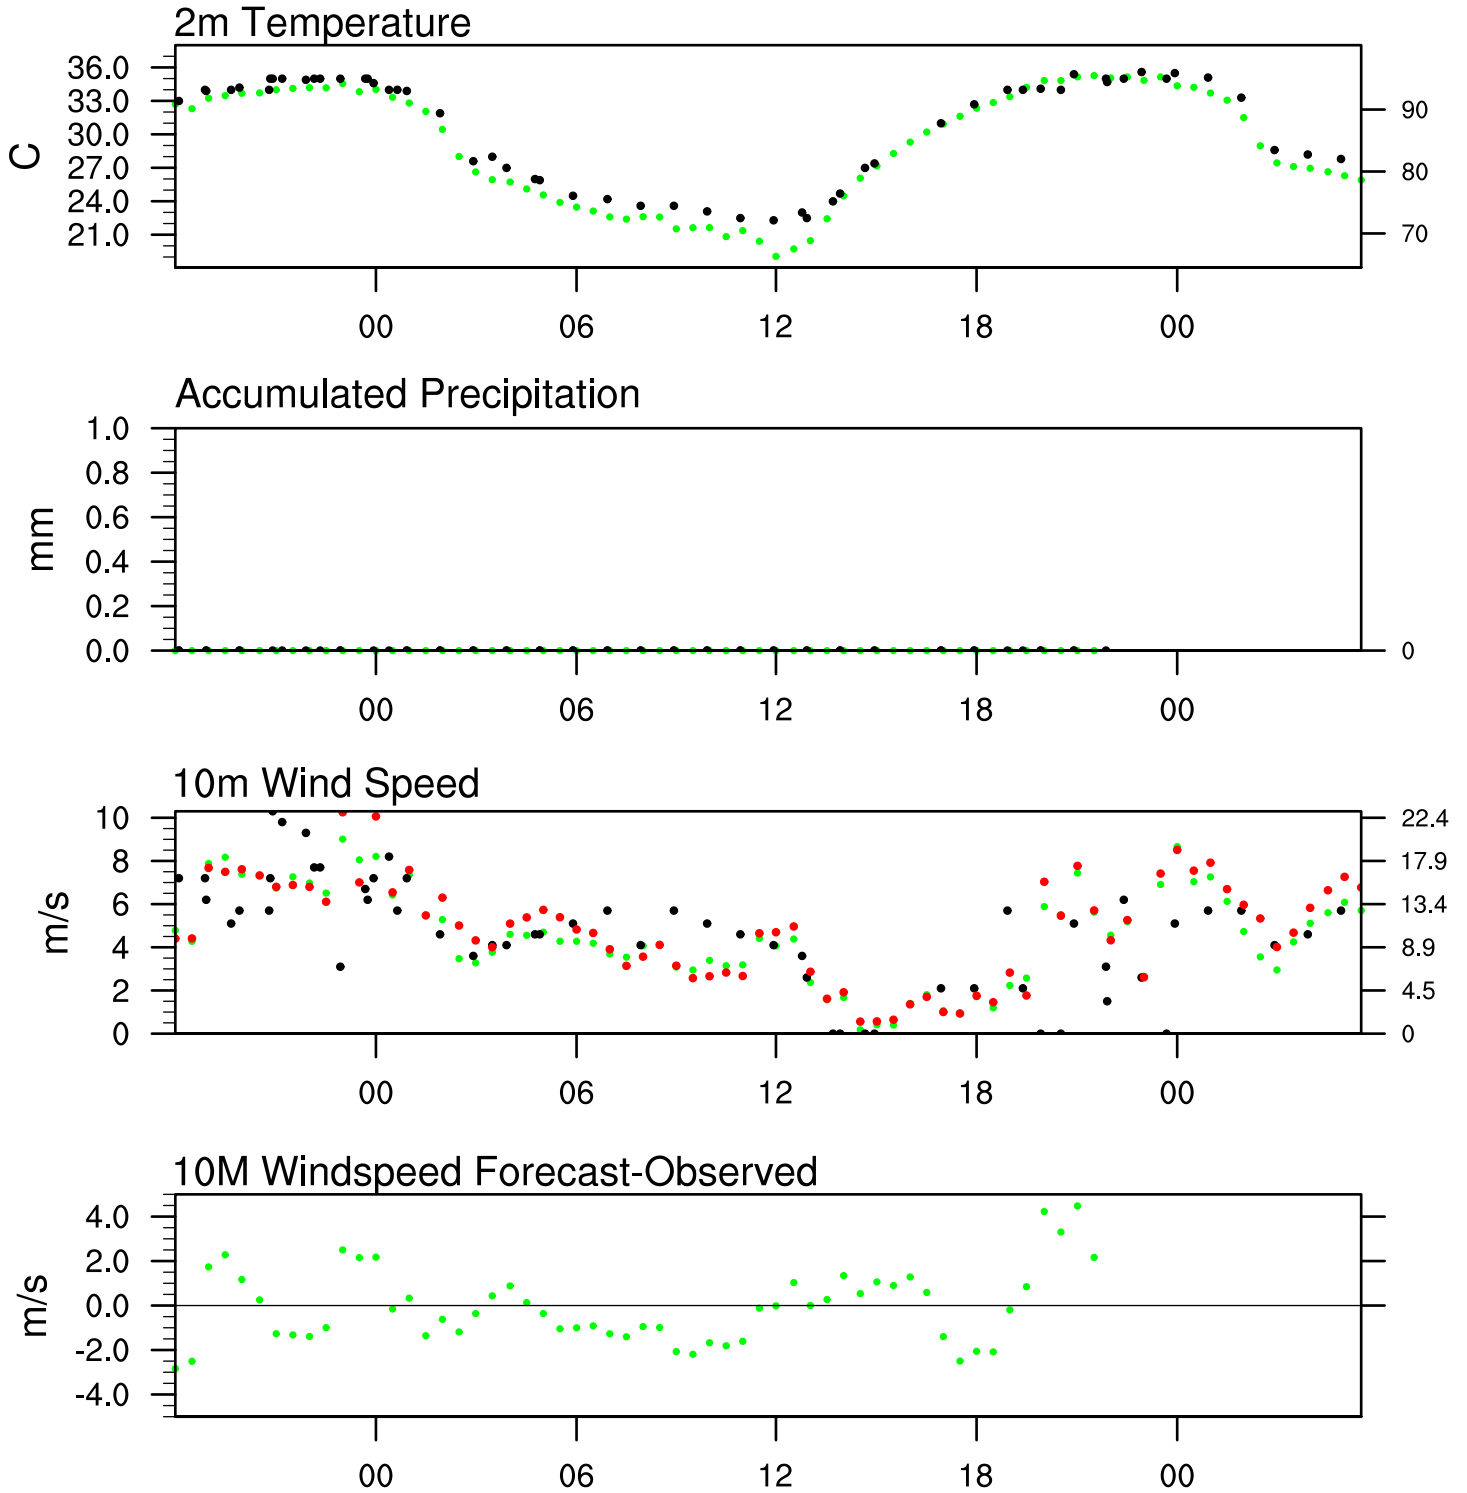 2m Temperature
36.0
33.0
30.0
27.0
24.0
21.0
C
90
80
70
00 06 12 18 00
Accumulated Precipitation
1.0
0.8
0.6
0.4
0.2
0.0
mm
0
00 06 12 18 00
10m Wind Speed
10
8
6
4
2
0
m/s
22.4
17.9
13.4
8.9
4.5
0
00 06 12 18 00
10M Windspeed Forecast-Observed
4.0
2.0
0.0
-2.0
-4.0
m/s
00 06 12 18 00